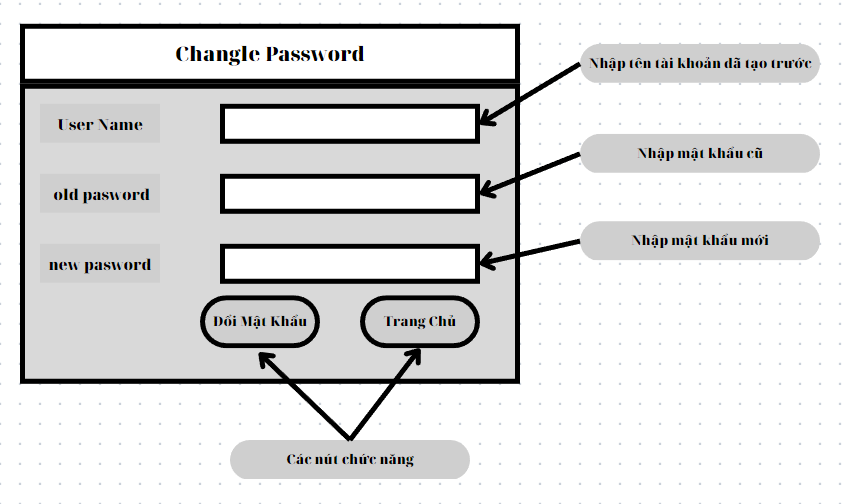 Changle Password
Nhập tên tài khoản đã tạo trước
User Name
Nhập mật khẩu cũ
old pasword
Nhập mật khẩu mới
new pasword
Đổi Mật Khẩu
Trang Chủ
Các nút chức năng